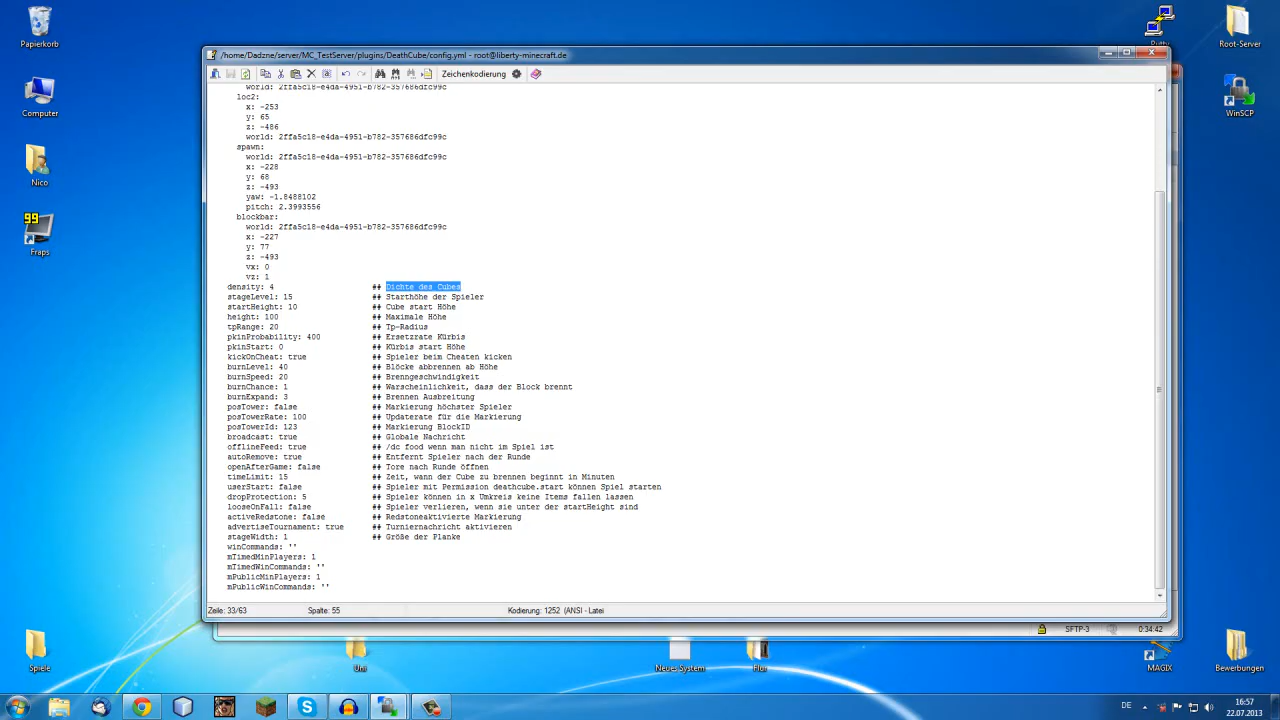 Papierkorb
Computer
Nico
99
Fraps
Spiele
/home/Dadzne/server/MC_TestServer/plugins/DeathCube/config.yml - root@liberty-minecraft.de
Zeichenkodierung
world: 2ffa5c18-e4da-4951-b782-357686dfc99c
loc2:
x: -253
y: 65
z: -486
world: 2ffa5c18-e4da-4951-b782-357686dfc99c
spawn:
world: 2ffa5c18-e4da-4951-b782-357686dfc99c
x: -228
y: 68
z: -493
yaw: -1.8488102
pitch: 2.3993556
blockbar:
world: 2ffa5c18-e4da-4951-b782-357686dfc99c
x: -227
y: 77
z: -493
vx: 0
vz: 1
density: 4 ## Dichte des Cubes
stageLevel: 15 ## Starthöhe der Spieler
startHeight: 10 ## Cube start Höhe
height: 100 ## Maximale Höhe
tpRange: 20 ## Tp-Radius
pkinProbability: 400 ## Ersetzrate Kürbis
pkinStart: 0 ## Kürbis start Höhe
kickOnCheat: true ## Spieler beim Cheaten kicken
burnLevel: 40 ## Blöcke abbrennen ab Höhe
burnSpeed: 20 ## Brenngeschwindigkeit
burnChance: 1 ## Warscheinlichkeit, dass der Block brennt
burnExpand: 3 ## Brennen Ausbreitung
posTower: false ## Markierung höchster Spieler
posTowerRate: 100 ## Updaterate für die Markierung
posTowerId: 123 ## Markierung BlockID
broadcast: true ## Globale Nachricht
offlineFeed: true ## /dc food wenn man nicht im Spiel ist
autoRemove: true ## Entfernt Spieler nach der Runde
openAfterGame: false ## Tore nach Runde öffnen
timeLimit: 15 ## Zeit, wann der Cube zu brennen beginnt in Minuten
userStart: false ## Spieler mit Permission deathcube.start können Spiel starten
dropProtection: 5 ## Spieler können in x Umkreis keine Items fallen lassen
looseOnFall: false ## Spieler verlieren, wenn sie unter der startHeight sind
activeRedstone: false ## Redstoneaktivierte Markierung
advertiseTournament: true ## Turniernachricht aktivieren
stageWidth: 1 ## Größe der Planke
winCommands: ''
mTimedMinPlayers: 1
mTimedWinCommands: ''
mPublicMinPlayers: 1
mPublicWinCommands: ''
Zeile: 33/63 Spalte: 55 Kodierung: 1252 (ANSI - Latei
SFTP-3 0:34:42
Uni
Neues System
Flur
Putty
Root-Server
WinSCP
MAGIX
Bewerbungen
DE
16:57
22.07.2013